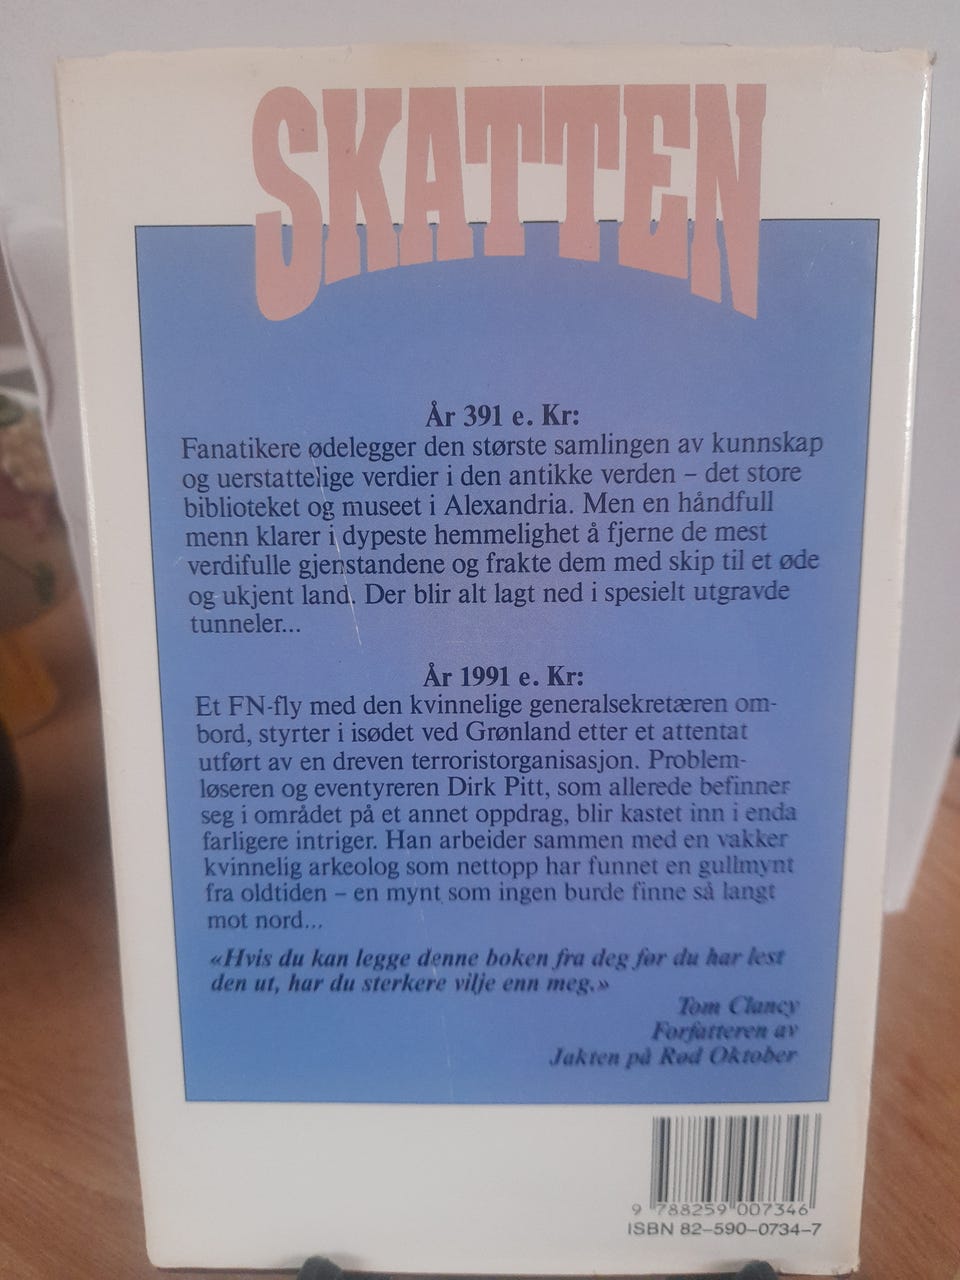 SKATTEN
År 391 e. Kr:
Fanatikere ødelegger den største samlingen av kunnskap
og uerstattelige verdier i den antikke verden – det store
biblioteket og museet i Alexandria. Men en håndfull
menn klarer i dypeste hemmelighet å fjerne de mest
verdifulle gjenstandene og frakte dem med skip til et øde
og ukjent land. Der blir alt lagt ned i spesielt utgravde
tunneler...
År 1991 e. Kr:
Et FN-fly med den kvinnelige generalsekretæren om-
bord, styrter i isødet ved Grønland etter et attentat
utført av en dreven terroristorganisasjon. Problem-
løseren og eventyreren Dirk Pitt, som allerede befinner
seg i området på et annet oppdrag, blir kastet inn i enda
farligere intriger. Han arbeider sammen med en vakker
kvinnelig arkeolog som nettopp har funnet en gullmynt
fra oldtiden – en mynt som ingen burde finne så langt
mot nord...
«Hvis du kan legge denne boken fra deg før du har lest
den ut, har du sterkere vilje enn meg.»
Tom Clancy
Forfatteren av
Jakten på Rød Oktober
9 788259 007346
ISBN 82–590–0734–7